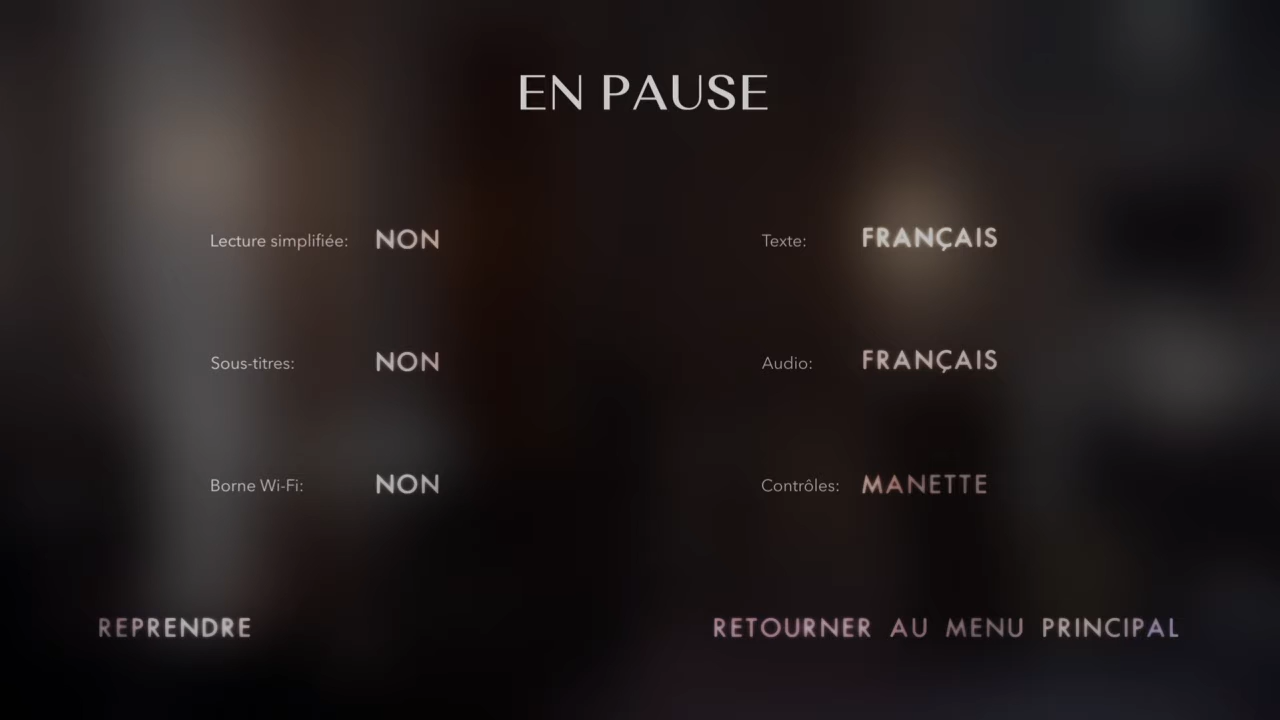 EN PAUSE
Lecture simplifiée: NON
Texte: FRANÇAIS
Sous-titres: NON
Audio: FRANÇAIS
Borne Wi-Fi: NON
Contrôles: MANETTE
REPRENDRE
RETOURNER AU MENU PRINCIPAL